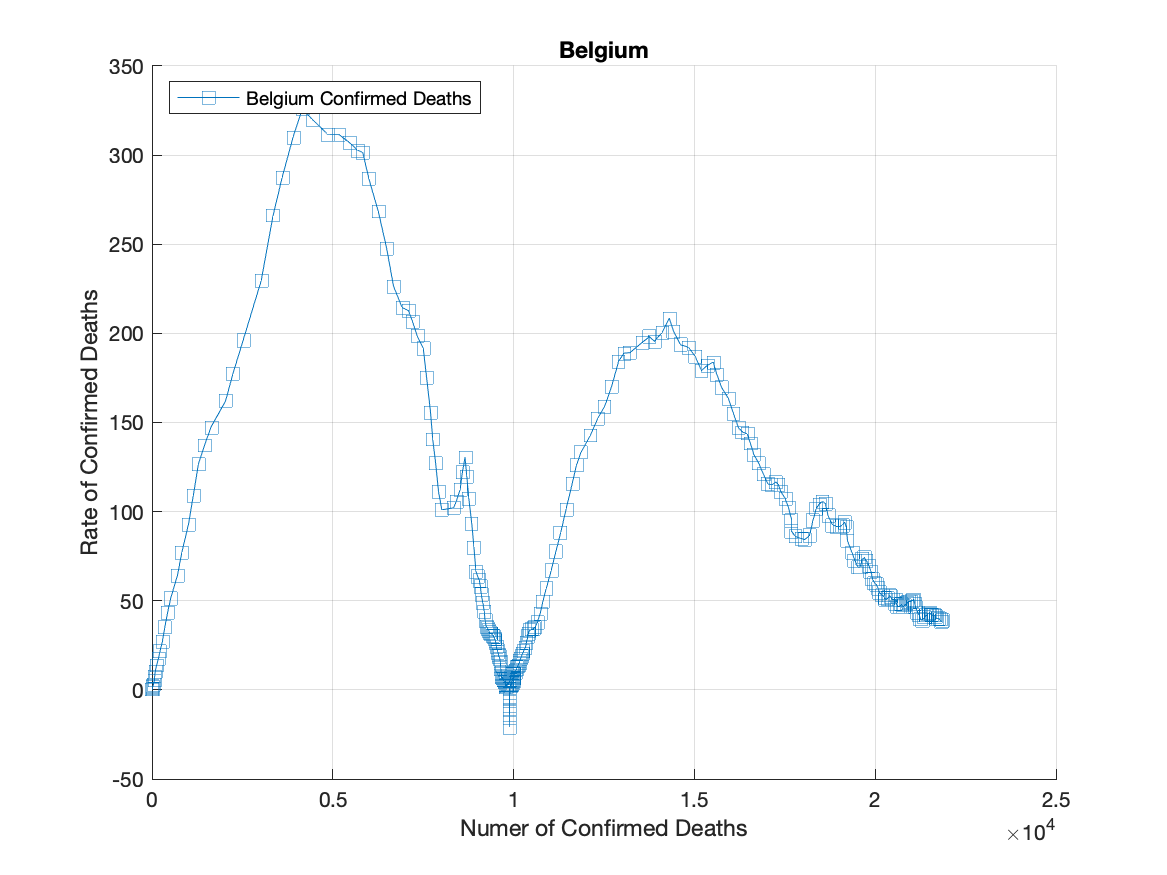 Belgium
350
Belgium Confirmed Deaths
300
250
200
150
100
50
0
-50
Rate of Confirmed Deaths
0 0.5 1 1.5 2 2.5
Numer of Confirmed Deaths
×10^4